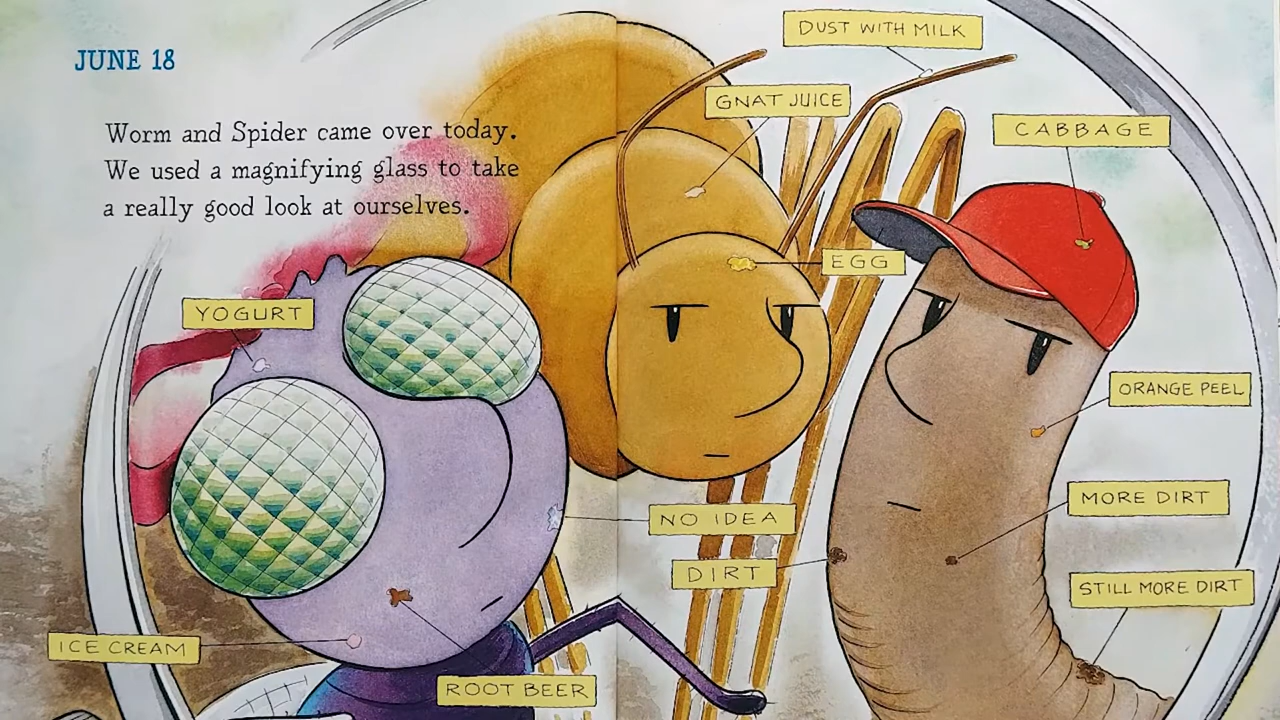 JUNE 18
Worm and Spider came over today.
We used a magnifying glass to take
a really good look at ourselves.
DUST WITH MILK
GNAT JUICE
CABBAGE
EGG
YOGURT
ORANGE PEEL
MORE DIRT
NO IDEA
DIRT
STILL MORE DIRT
ICE CREAM
ROOT BEER